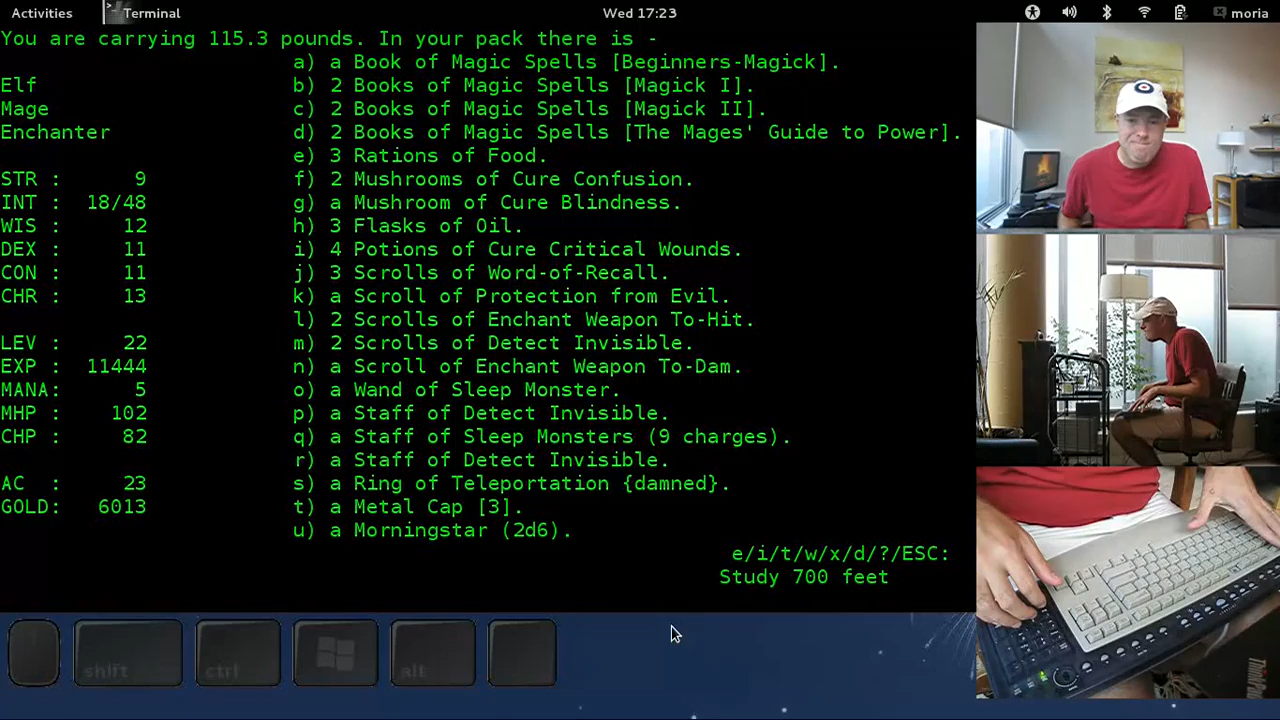 Activities Terminal Wed 17:23 moria
You are carrying 115.3 pounds. In your pack there is -
a) a Book of Magic Spells [Beginners-Magick].
Elf b) 2 Books of Magic Spells [Magick I].
Mage c) 2 Books of Magic Spells [Magick II].
Enchanter d) 2 Books of Magic Spells [The Mages' Guide to Power].
e) 3 Rations of Food.
STR : 9 f) 2 Mushrooms of Cure Confusion.
INT : 18/48 g) a Mushroom of Cure Blindness.
WIS : 12 h) 3 Flasks of Oil.
DEX : 11 i) 4 Potions of Cure Critical Wounds.
CON : 11 j) 3 Scrolls of Word-of-Recall.
CHR : 13 k) a Scroll of Protection from Evil.
l) 2 Scrolls of Enchant Weapon To-Hit.
LEV : 22 m) 2 Scrolls of Detect Invisible.
EXP : 11444 n) a Scroll of Enchant Weapon To-Dam.
MANA: 5 o) a Wand of Sleep Monster.
MHP : 102 p) a Staff of Detect Invisible.
CHP : 82 q) a Staff of Sleep Monsters (9 charges).
r) a Staff of Detect Invisible.
AC : 23 s) a Ring of Teleportation {damned}.
GOLD: 6013 t) a Metal Cap [3].
u) a Morningstar (2d6).
e/i/t/w/x/d/?/ESC:
Study 700 feet
shift ctrl alt
ThinkPad